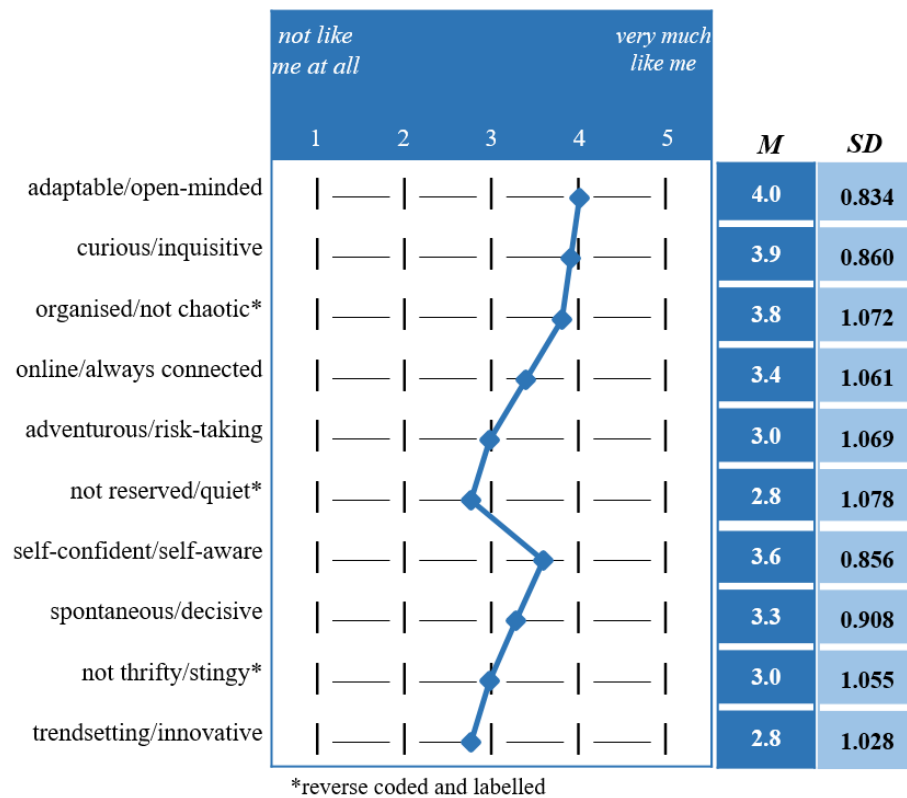 not like very much
me at all like me
1 2 3 4 5 M SD
adaptable/open-minded 4.0 0.834
curious/inquisitive 3.9 0.860
organised/not chaotic* 3.8 1.072
online/always connected 3.4 1.061
adventurous/risk-taking 3.0 1.069
not reserved/quiet* 2.8 1.078
self-confident/self-aware 3.6 0.856
spontaneous/decisive 3.3 0.908
not thrifty/stingy* 3.0 1.055
trendsetting/innovative 2.8 1.028
*reverse coded and labelled